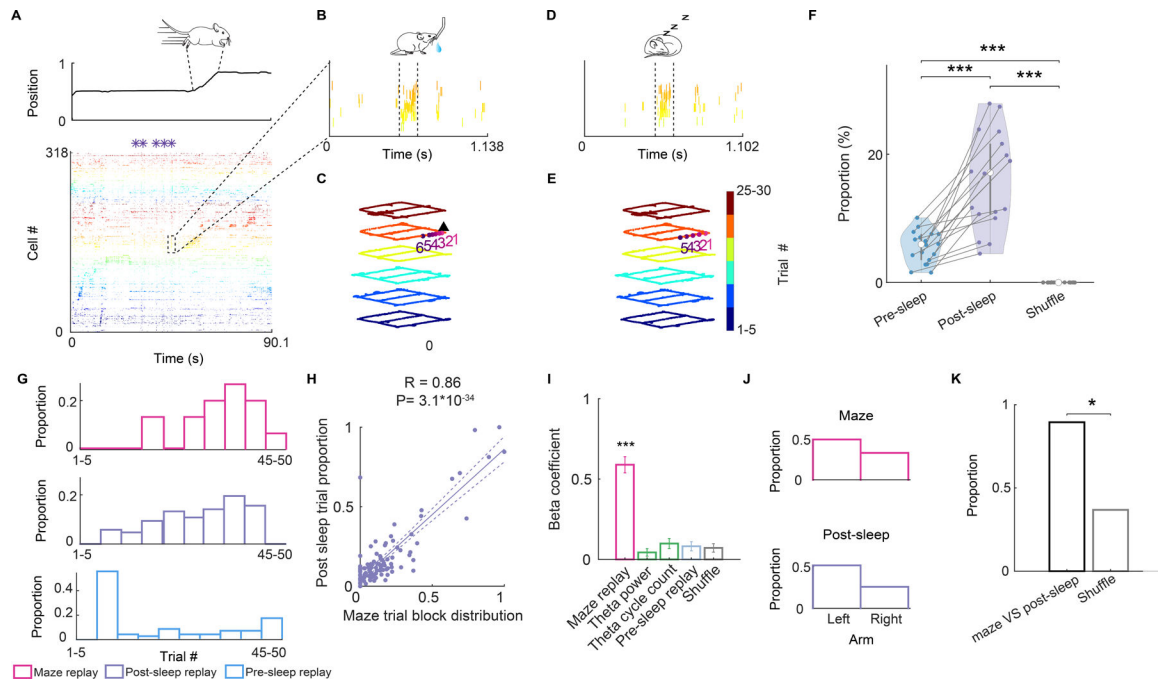 A
Position
1
0
** ***
318
Cell #
0
0
90.1
Time (s)
B
0
1.138
Time (s)
C
654321
0
D
z z z
0
1.102
Time (s)
E
54321
25-30
Trial #
1-5
F
***
***
***
Proportion (%)
20
0
Pre-sleep
Post-sleep
Shuffle
G
Proportion
0.2
0
1-5
45-50
Proportion
0.2
0
1-5
45-50
Proportion
0.4
0.2
0
1-5
45-50
Trial #
Maze replay
Post-sleep replay
Pre-sleep replay
H
R = 0.86
P= 3.1*10-34
Post sleep trial proportion
1
0.5
0
0
0.5
1
Maze trial block distribution
I
Beta coefficient
1
0.5
0
***
Maze replay
Theta power
Theta cycle count
Pre-sleep replay
Shuffle
J
Maze
Proportion
0.5
0
Post-sleep
Proportion
0.5
0
Left
Right
Arm
K
*
Proportion
1
0.5
0
maze VS post-sleep
Shuffle